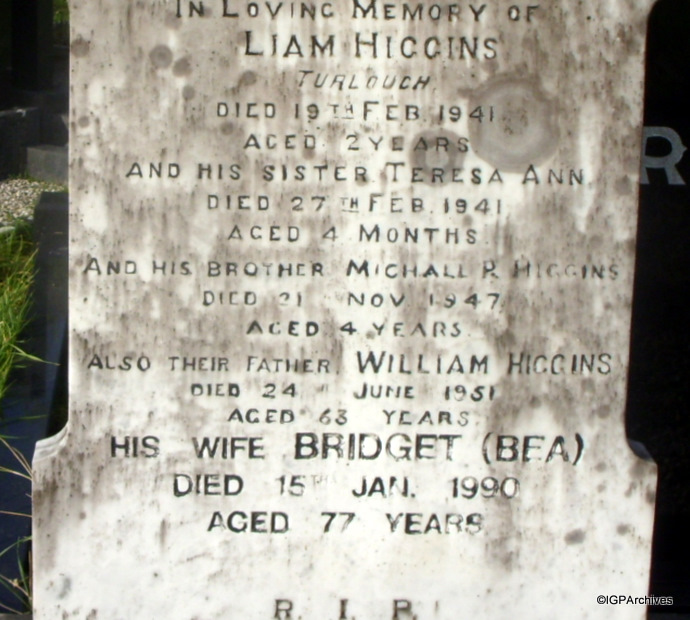 IN LOVING MEMORY OF
LIAM HIGGINS
TURLOUGH
DIED 19TH FEB. 1941
AGED 2 YEARS
AND HIS SISTER TERESA ANN
DIED 27TH FEB. 1941
AGED 4 MONTHS
AND HIS BROTHER MICHALL P. HIGGINS
DIED 21 NOV 1947
AGED 4 YEARS.
ALSO THEIR FATHER WILLIAM HIGGINS
DIED 24 " JUNE 1951
AGED 63 YEARS
HIS WIFE BRIDGET (BEA)
DIED 15TH JAN. 1990
AGED 77 YEARS
R. I. P.
R
©IGPArchives